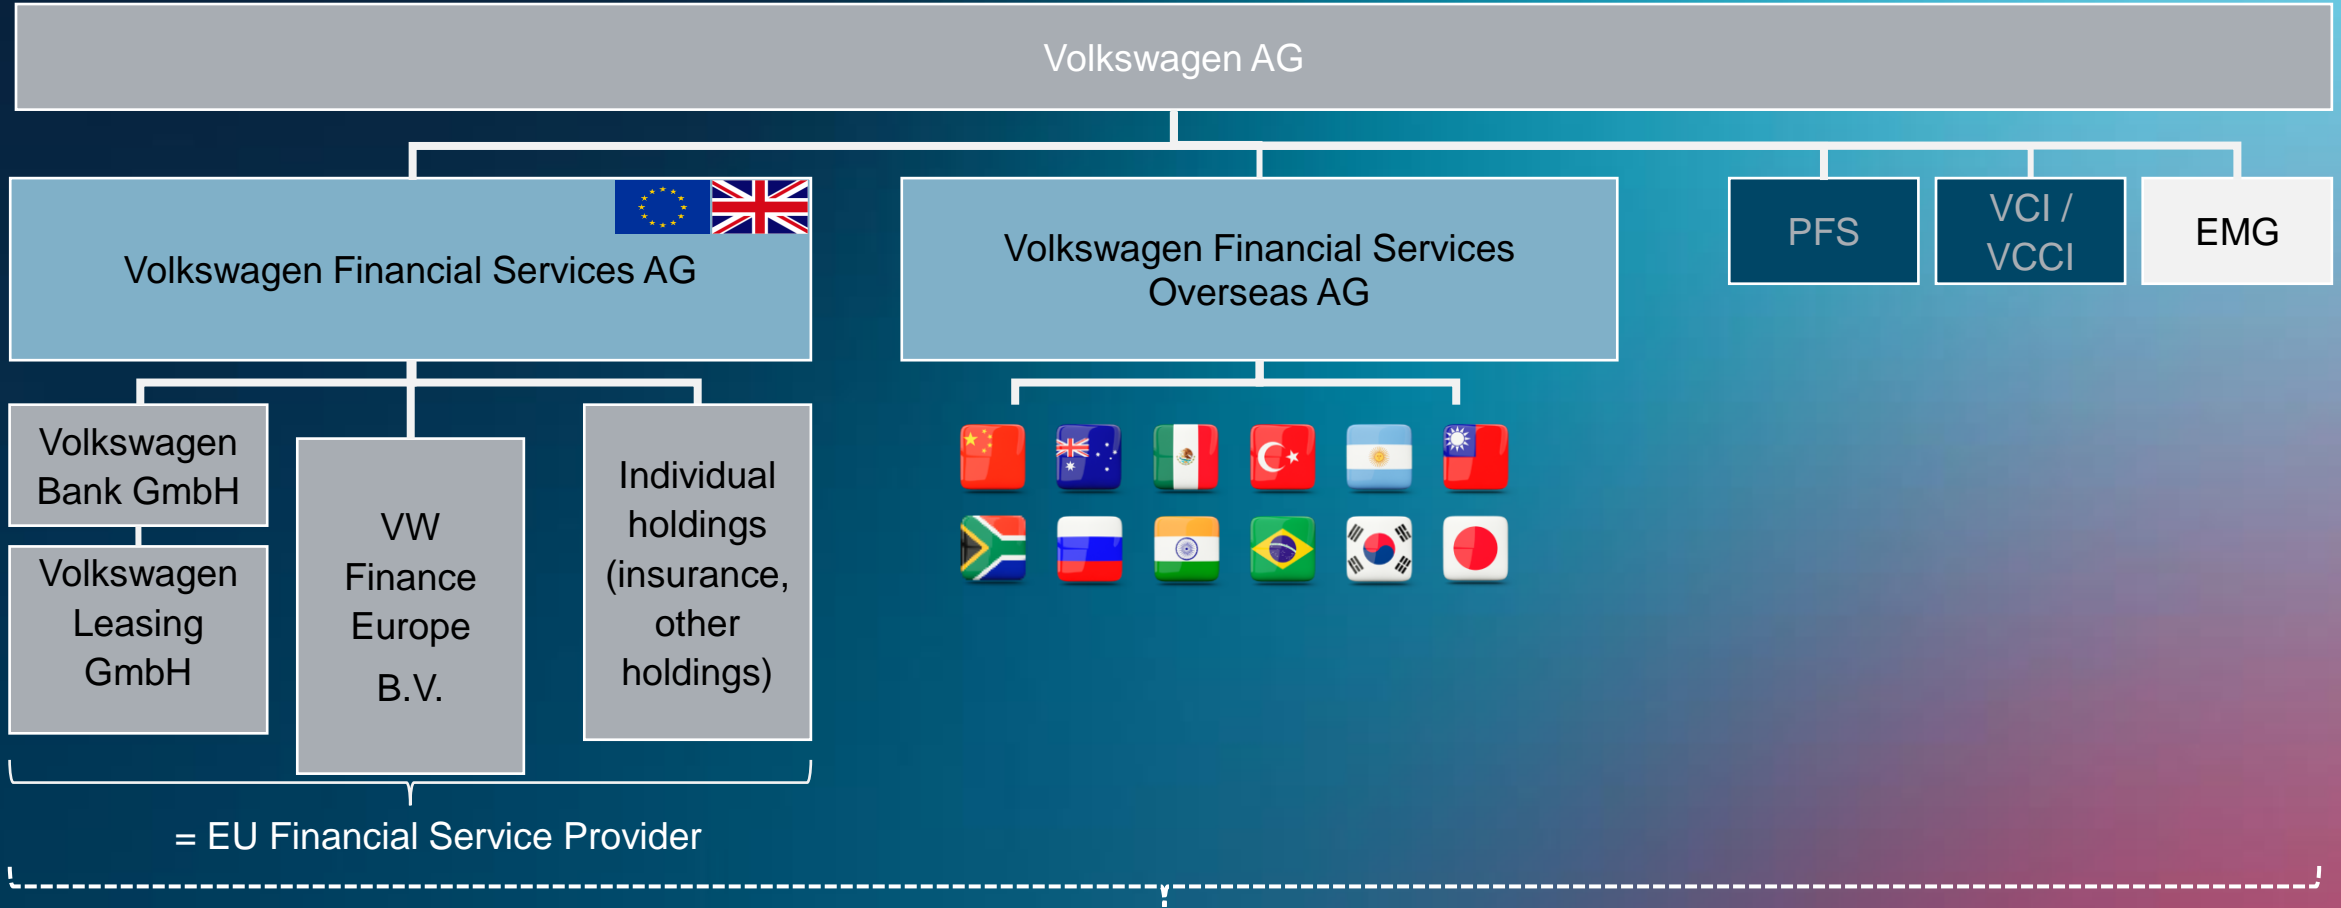 Volkswagen AG
Volkswagen Financial Services AG
Volkswagen Financial Services
Overseas AG
PFS
VCI /
VCCI
EMG
Volkswagen
Bank GmbH
Volkswagen
Leasing
GmbH
VW
Finance
Europe
B.V.
Individual
holdings
(insurance,
other
holdings)
= EU Financial Service Provider